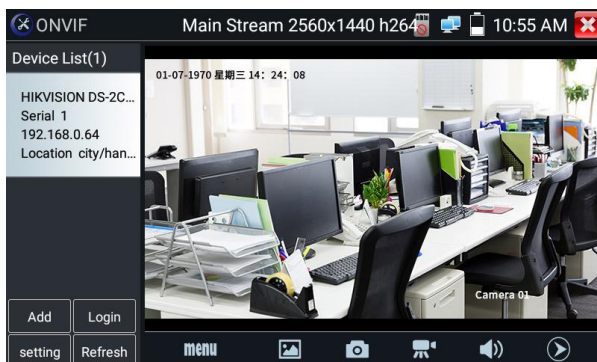 ONVIF
Main Stream 2560x1440 h264
10:55 AM
Device List(1)
HIKVISION DS-2C...
Serial 1
192.168.0.64
Location city/han...
01-07-1970 星期三 14: 24: 08
Camera 01
Add
Login
setting
Refresh
menu